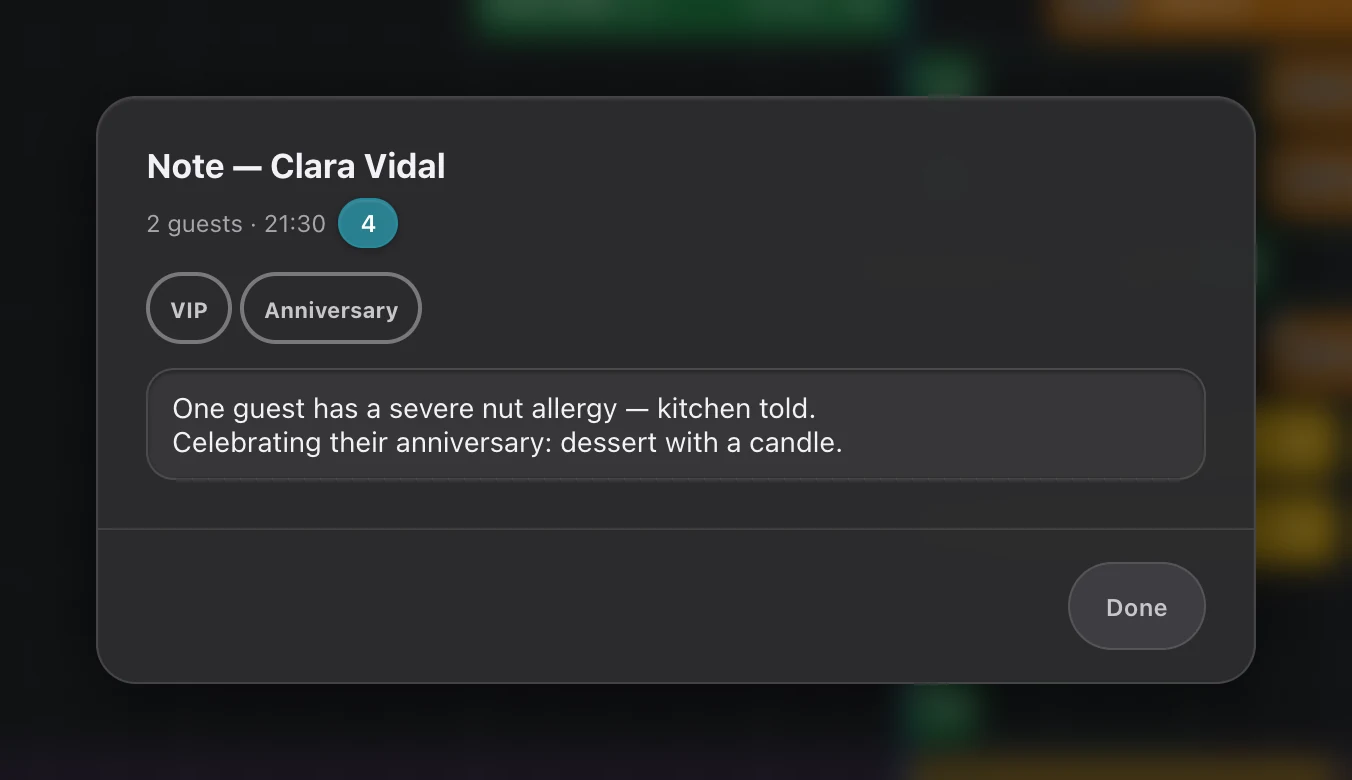 Note — Clara Vidal
2 guests · 21:30 4
VIP Anniversary
One guest has a severe nut allergy — kitchen told.
Celebrating their anniversary: dessert with a candle.
Done